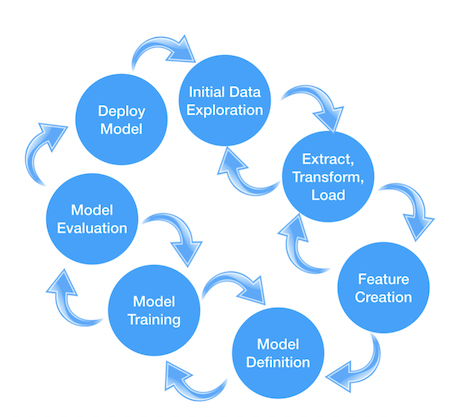 Initial Data
Exploration
Extract,
Transform,
Load
Feature
Creation
Model
Definition
Model
Training
Model
Evaluation
Deploy
Model